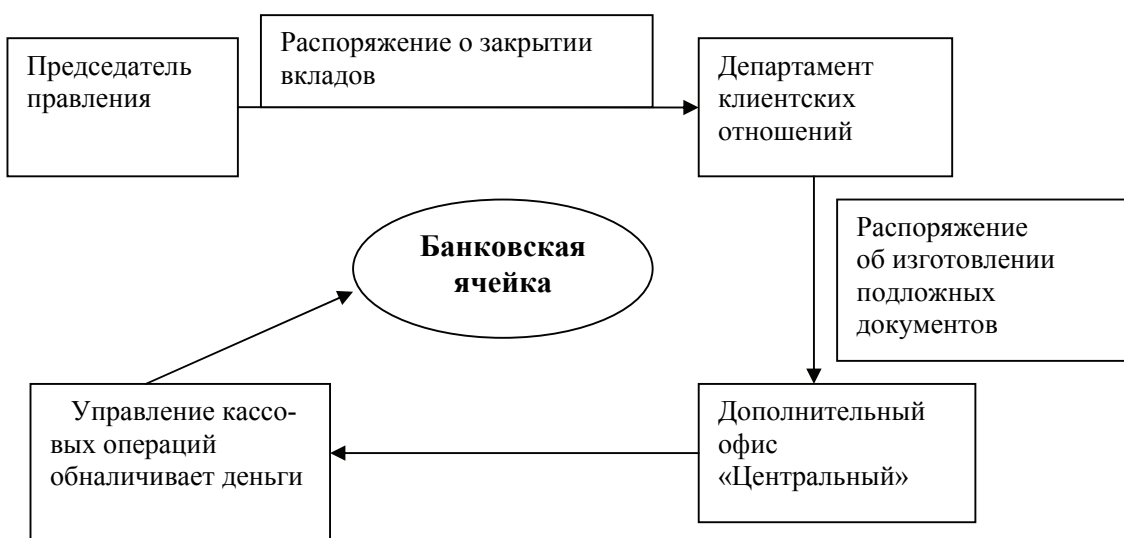 Председатель
правления
Распоряжение о закрытии
вкладов
Департамент
клиентских
отношений
Распоряжение
об изготовлении
подложных
документов
Банковская
ячейка
Управление кассо-
вых операций
обналичивает деньги
Дополнительный
офис
«Центральный»